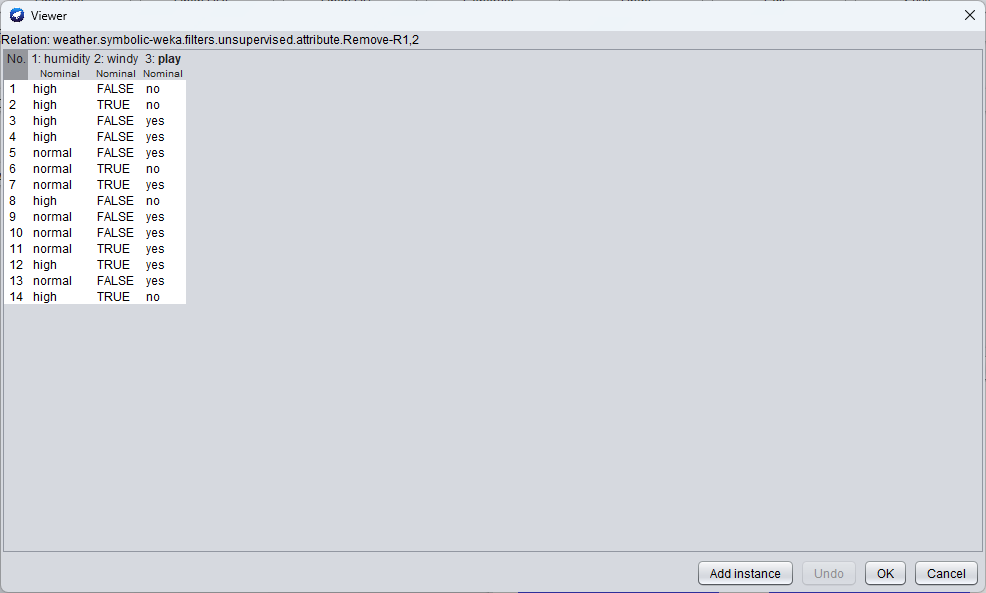 Viewer
Relation: weather.symbolic-weka.filters.unsupervised.attribute.Remove-R1,2
No. 1: humidity 2: windy 3: play
Nominal Nominal Nominal
1 high FALSE no
2 high TRUE no
3 high FALSE yes
4 high FALSE yes
5 normal FALSE yes
6 normal TRUE no
7 normal TRUE yes
8 high FALSE no
9 normal FALSE yes
10 normal FALSE yes
11 normal TRUE yes
12 high TRUE yes
13 normal FALSE yes
14 high TRUE no
Add instance Undo OK Cancel